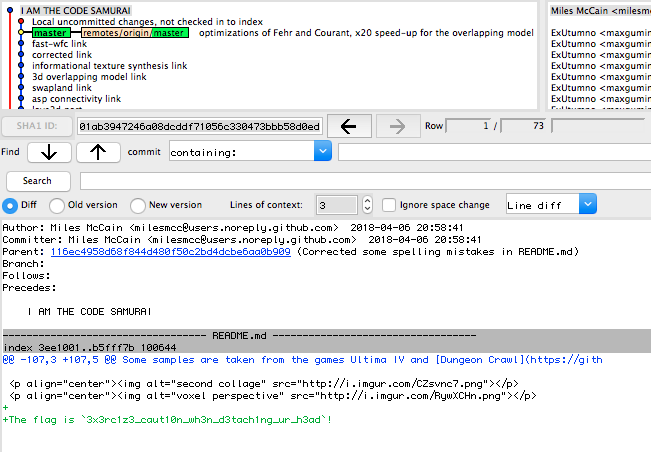 I AM THE CODE SAMURAI
Miles McCain <milesmc
Local uncommitted changes, not checked in to index
master remotes/origin/master optimizations of Fehr and Courant, x20 speed-up for the overlapping model
ExUtumno <maxgumin
fast-wfc link
ExUtumno <maxgumin
corrected link
ExUtumno <maxgumin
informational texture synthesis link
ExUtumno <maxgumin
3d overlapping model link
ExUtumno <maxgumin
swapland link
ExUtumno <maxgumin
asp connectivity link
ExUtumno <maxgumin
SHA1 ID: 01ab3947246a08dcddf71056c330473bbb58d0ed Row 1 / 73
Find commit containing:
Search
Diff Old version New version Lines of context: 3 Ignore space change Line diff
Author: Miles McCain <milesmcc@users.noreply.github.com> 2018-04-06 20:58:41
Committer: Miles McCain <milesmcc@users.noreply.github.com> 2018-04-06 20:58:41
Parent: 116ec4958d68f844d480f50c2bd4dcbe6aa0b909 (Corrected some spelling mistakes in README.md)
Branch:
Follows:
Precedes:
I AM THE CODE SAMURAI
---------------------------------- README.md ----------------------------------
index 3ee1001..b5fff7b 100644
@@ -107,3 +107,5 @@ Some samples are taken from the games Ultima IV and [Dungeon Crawl](https://gith
<p align="center"><img alt="second collage" src="http://i.imgur.com/CZsvnc7.png"></p>
<p align="center"><img alt="voxel perspective" src="http://i.imgur.com/RywXCHn.png"></p>
+
+The flag is `3x3rc1z3_caut10n_wh3n_d3tach1ng_ur_h3ad`!